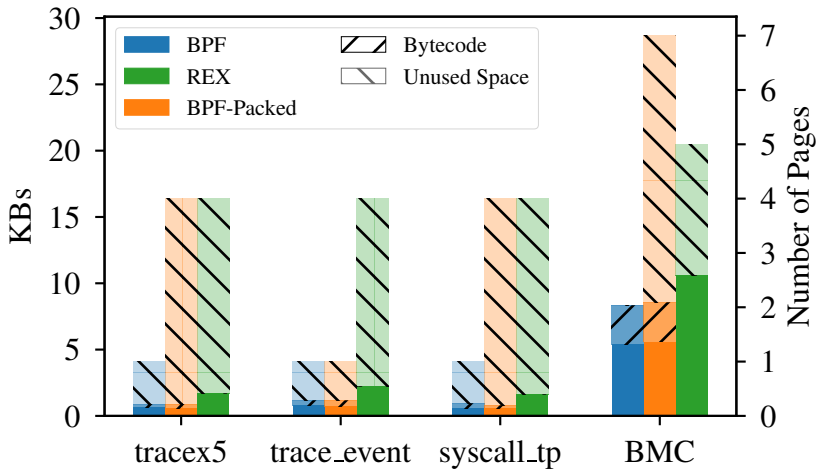 30
25
20
15
10
5
0
KBs
BPF
REX
BPF-Packed
Bytecode
Unused Space
7
6
5
4
3
2
1
0
Number of Pages
tracex5 trace_event syscall_tp BMC